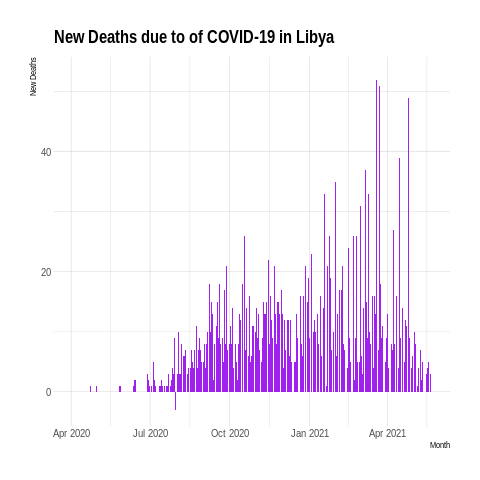 New Deaths due to of COVID-19 in Libya
New Deaths
40
20
0
Apr 2020 Jul 2020 Oct 2020 Jan 2021 Apr 2021
Month